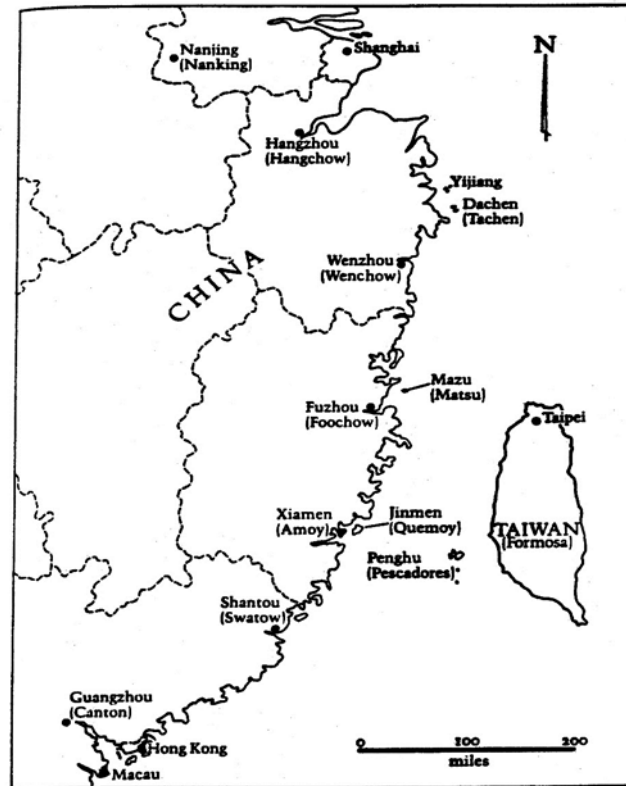 Nanjing
(Nanking)
Shanghai
N
Hangzhou
(Hangchow)
Yijiang
Dachen
(Tachen)
Wenzhou
(Wenchow)
CHINA
Mazu
(Matsu)
Fuzhou
(Foochow)
Taipei
Xiamen
(Amoy)
Jinmen
(Quemoy)
TAIWAN
(Formosa)
Penghu
(Pescadores)
Shantou
(Swatow)
Guangzhou
(Canton)
Hong Kong
Macau
0 100 200
miles